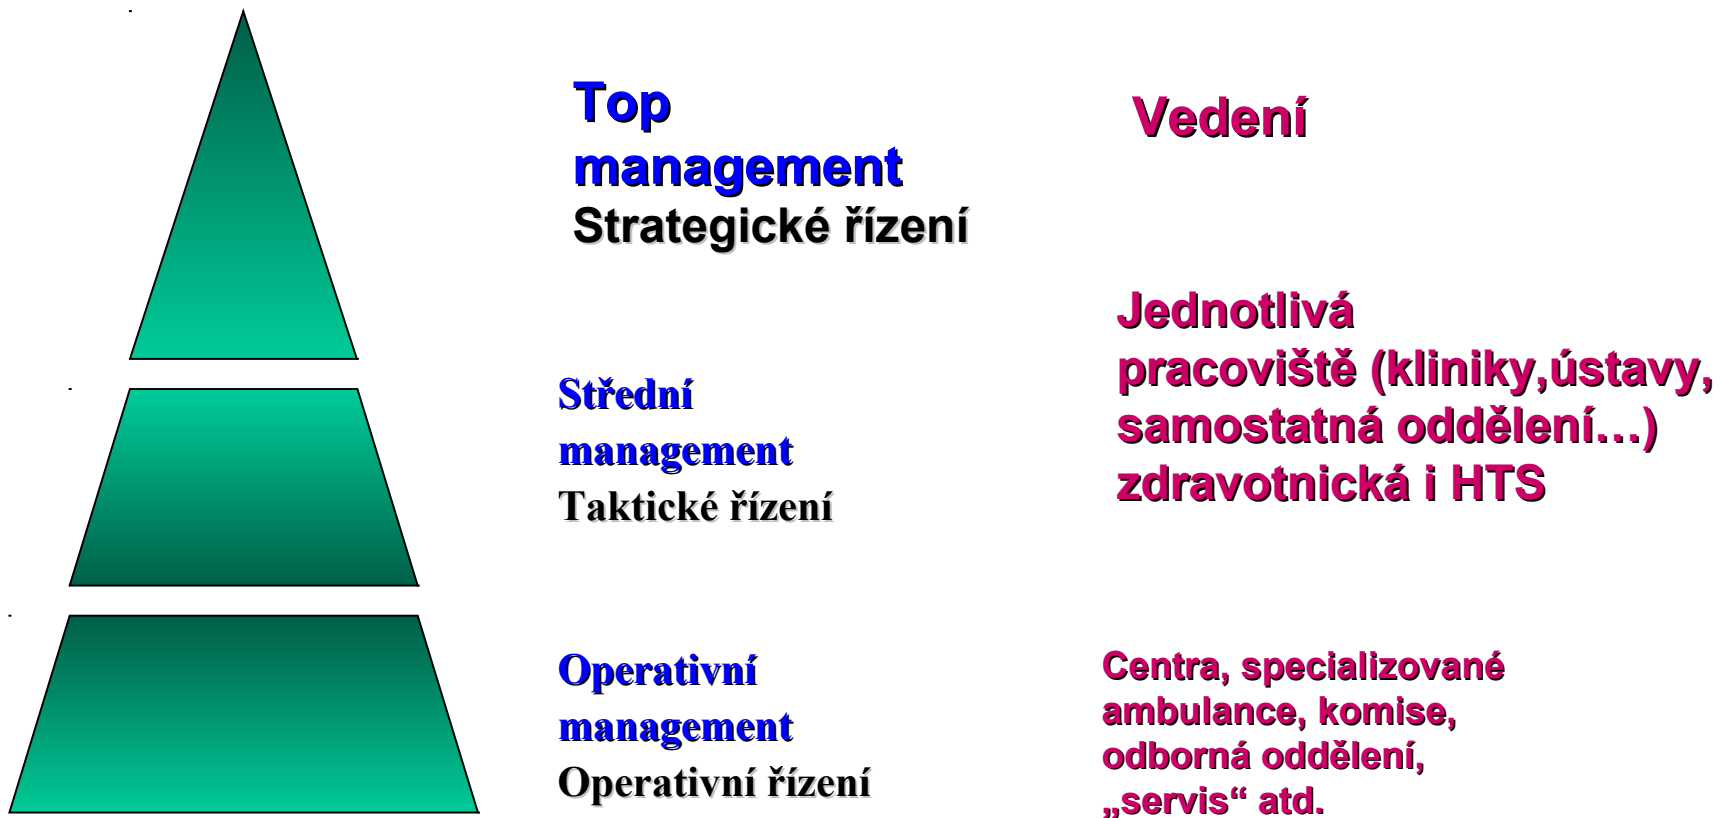 Top
management
Strategické řízení
Vedení
Střední
management
Taktické řízení
Jednotlivá
pracoviště (kliniky,ústavy,
samostatná oddělení…)
zdravotnická i HTS
Operativní
management
Operativní řízení
Centra, specializované
ambulance, komise,
odborná oddělení,
„servis“ atd.